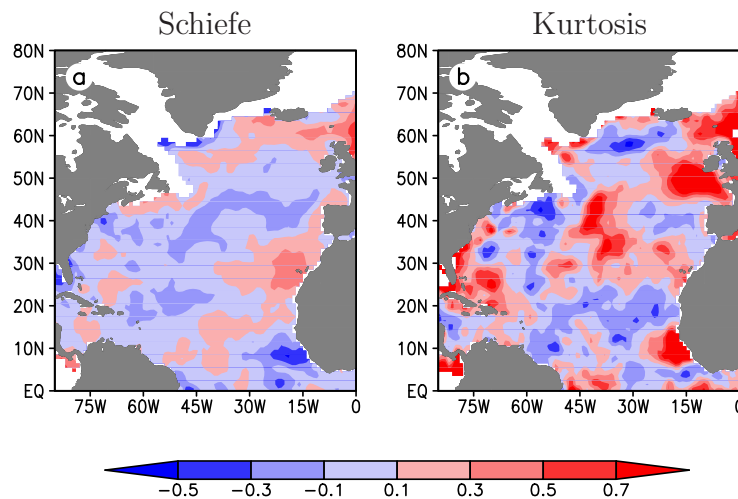 Schiefe Kurtosis
80N 80N
a b
70N 70N
60N 60N
50N 50N
40N 40N
30N 30N
20N 20N
10N 10N
EQ EQ
75W 60W 45W 30W 15W 0 75W 60W 45W 30W 15W 0
−0.5 −0.3 −0.1 0.1 0.3 0.5 0.7